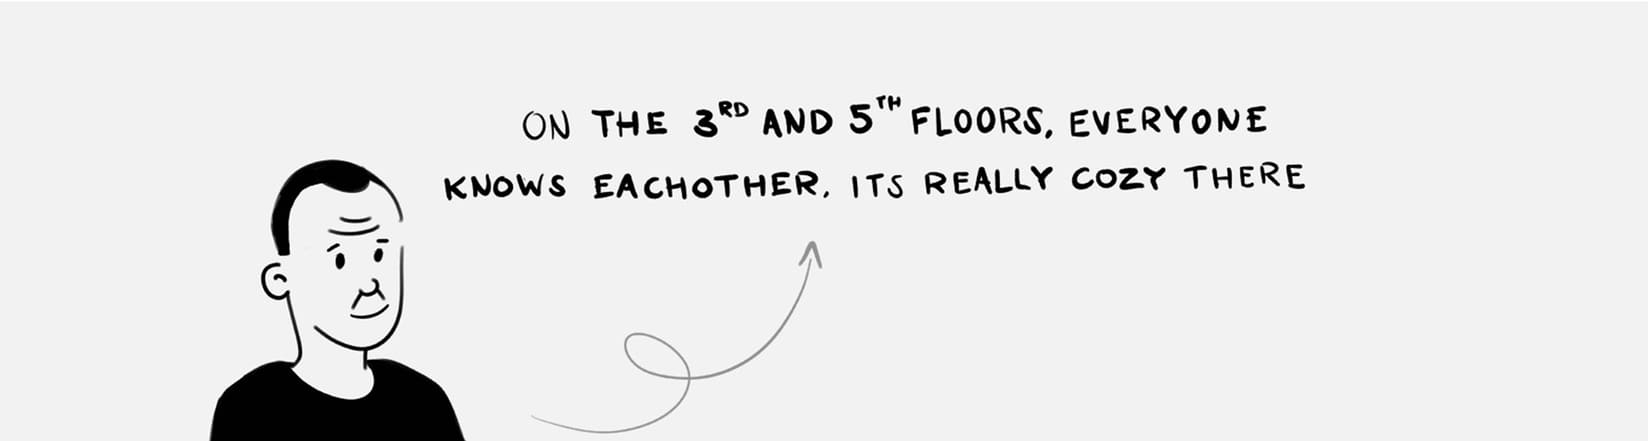 ON THE 3RD AND 5TH FLOORS, EVERYONE
KNOWS EACHOTHER. ITS REALLY COZY THERE